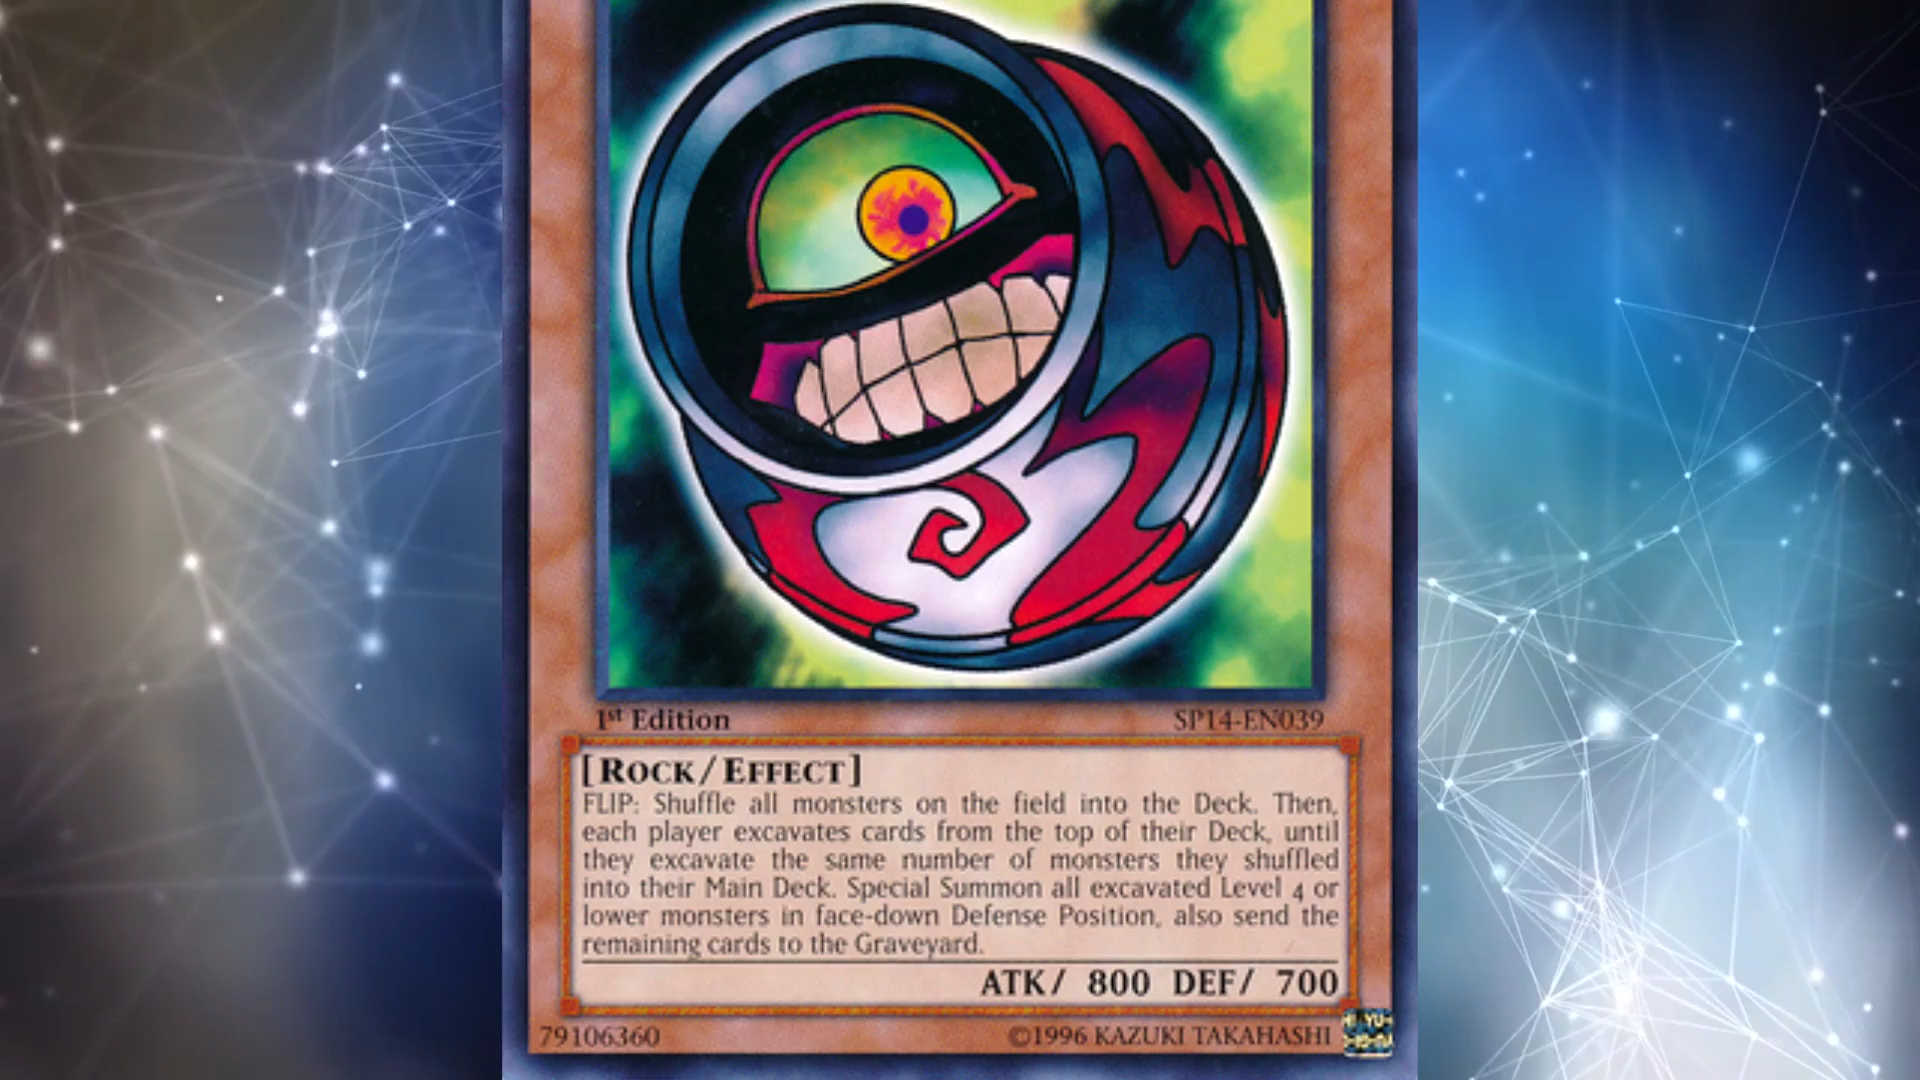 1st Edition SP14-EN039
[ROCK/EFFECT]
FLIP: Shuffle all monsters on the field into the Deck. Then,
each player excavates cards from the top of their Deck, until
they excavate the same number of monsters they shuffled
into their Main Deck. Special Summon all excavated Level 4 or
lower monsters in face-down Defense Position, also send the
remaining cards to the Graveyard.
ATK/ 800 DEF/ 700
79106360 ©1996 KAZUKI TAKAHASHI